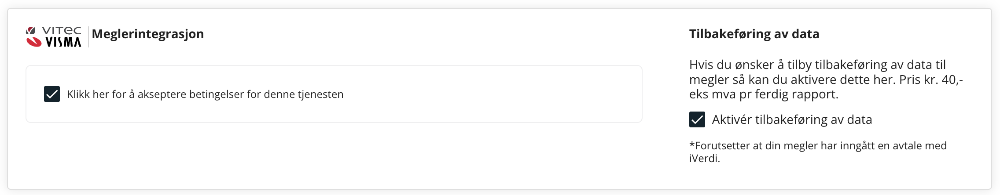 VITEC
VISMA
Meglerintegrasjon
Klikk her for å akseptere betingelser for denne tjenesten
Tilbakeføring av data
Hvis du ønsker å tilby tilbakeføring av data til
megler så kan du aktivere dette her. Pris kr. 40,-
eks mva pr ferdig rapport.
Aktivér tilbakeføring av data
*Forutsetter at din megler har inngått en avtale med
iVerdi.